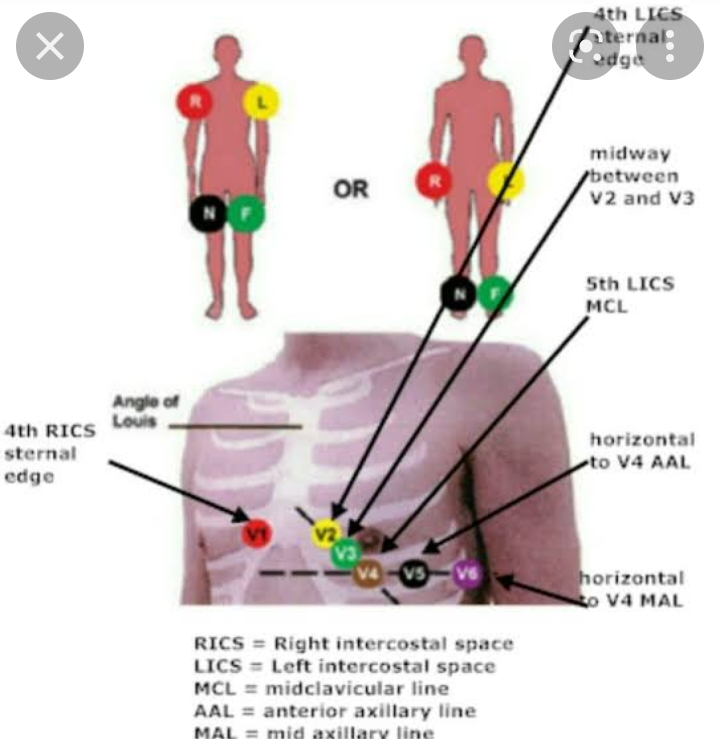 4th LICS
sternal
edge
R
L
N
F
OR
R
L
N
F
midway
between
V2 and V3
5th LICS
MCL
Angle of
Louis
4th RICS
sternal
edge
horizontal
to V4 AAL
V1
V2
V3
V4
V5
V6
horizontal
to V4 MAL
RICS = Right intercostal space
LICS = Left intercostal space
MCL = midclavicular line
AAL = anterior axillary line
MAL = mid axillary line